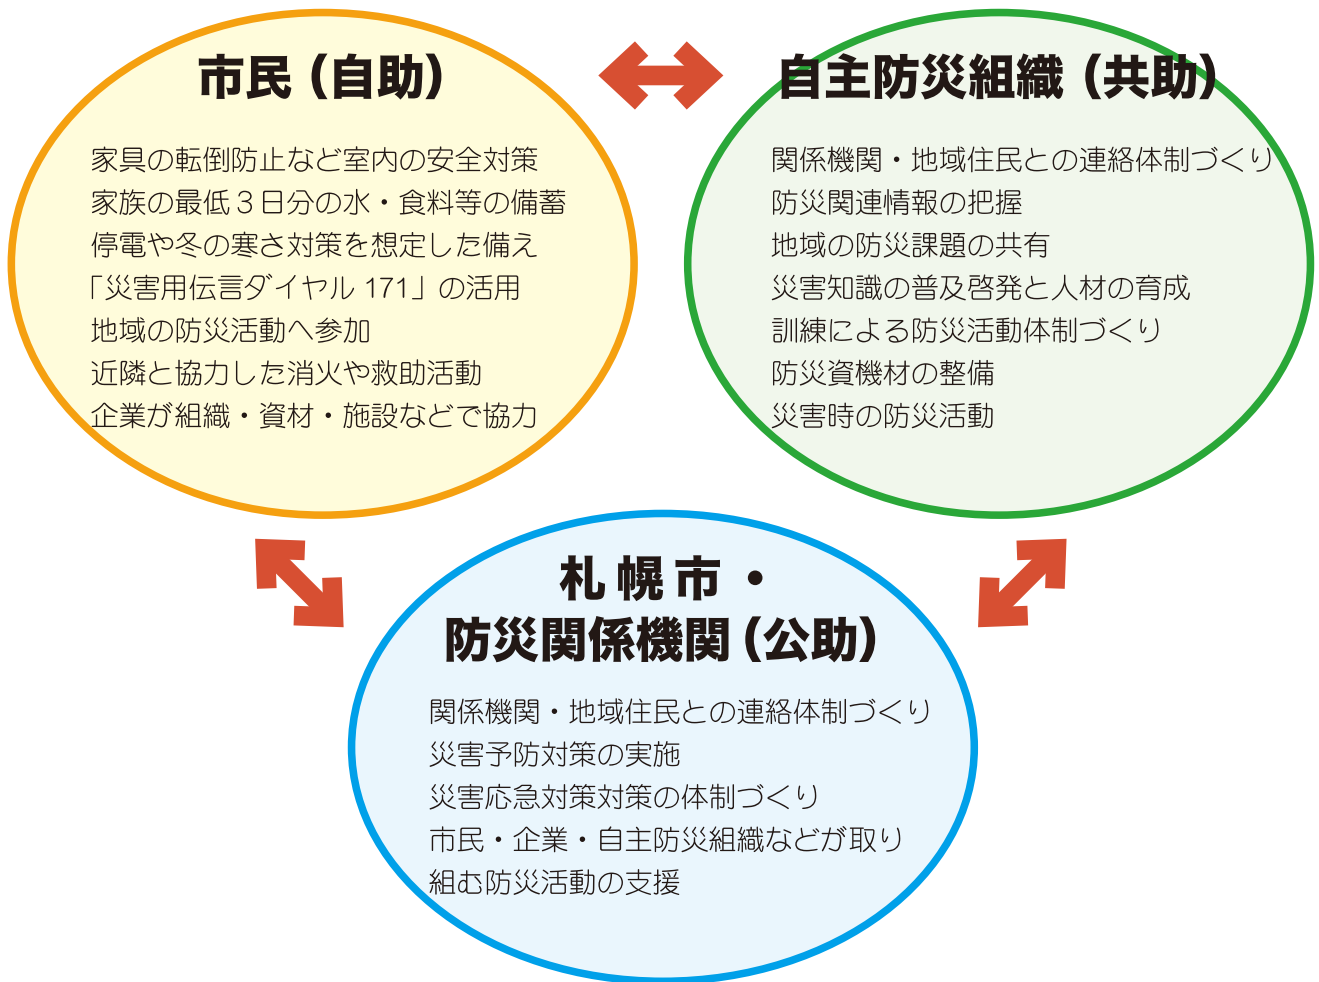 市民（自助）
家具の転倒防止など室内の安全対策
家族の最低３日分の水・食料等の備蓄
停電や冬の寒さ対策を想定した備え
「災害用伝言ダイヤル 171」の活用
地域の防災活動へ参加
近隣と協力した消火や救助活動
企業が組織・資材・施設などで協力
自主防災組織（共助）
関係機関・地域住民との連絡体制づくり
防災関連情報の把握
地域の防災課題の共有
災害知識の普及啓発と人材の育成
訓練による防災活動体制づくり
防災資機材の整備
災害時の防災活動
札幌市・
防災関係機関（公助）
関係機関・地域住民との連絡体制づくり
災害予防対策の実施
災害応急対策対策の体制づくり
市民・企業・自主防災組織などが取り
組む防災活動の支援